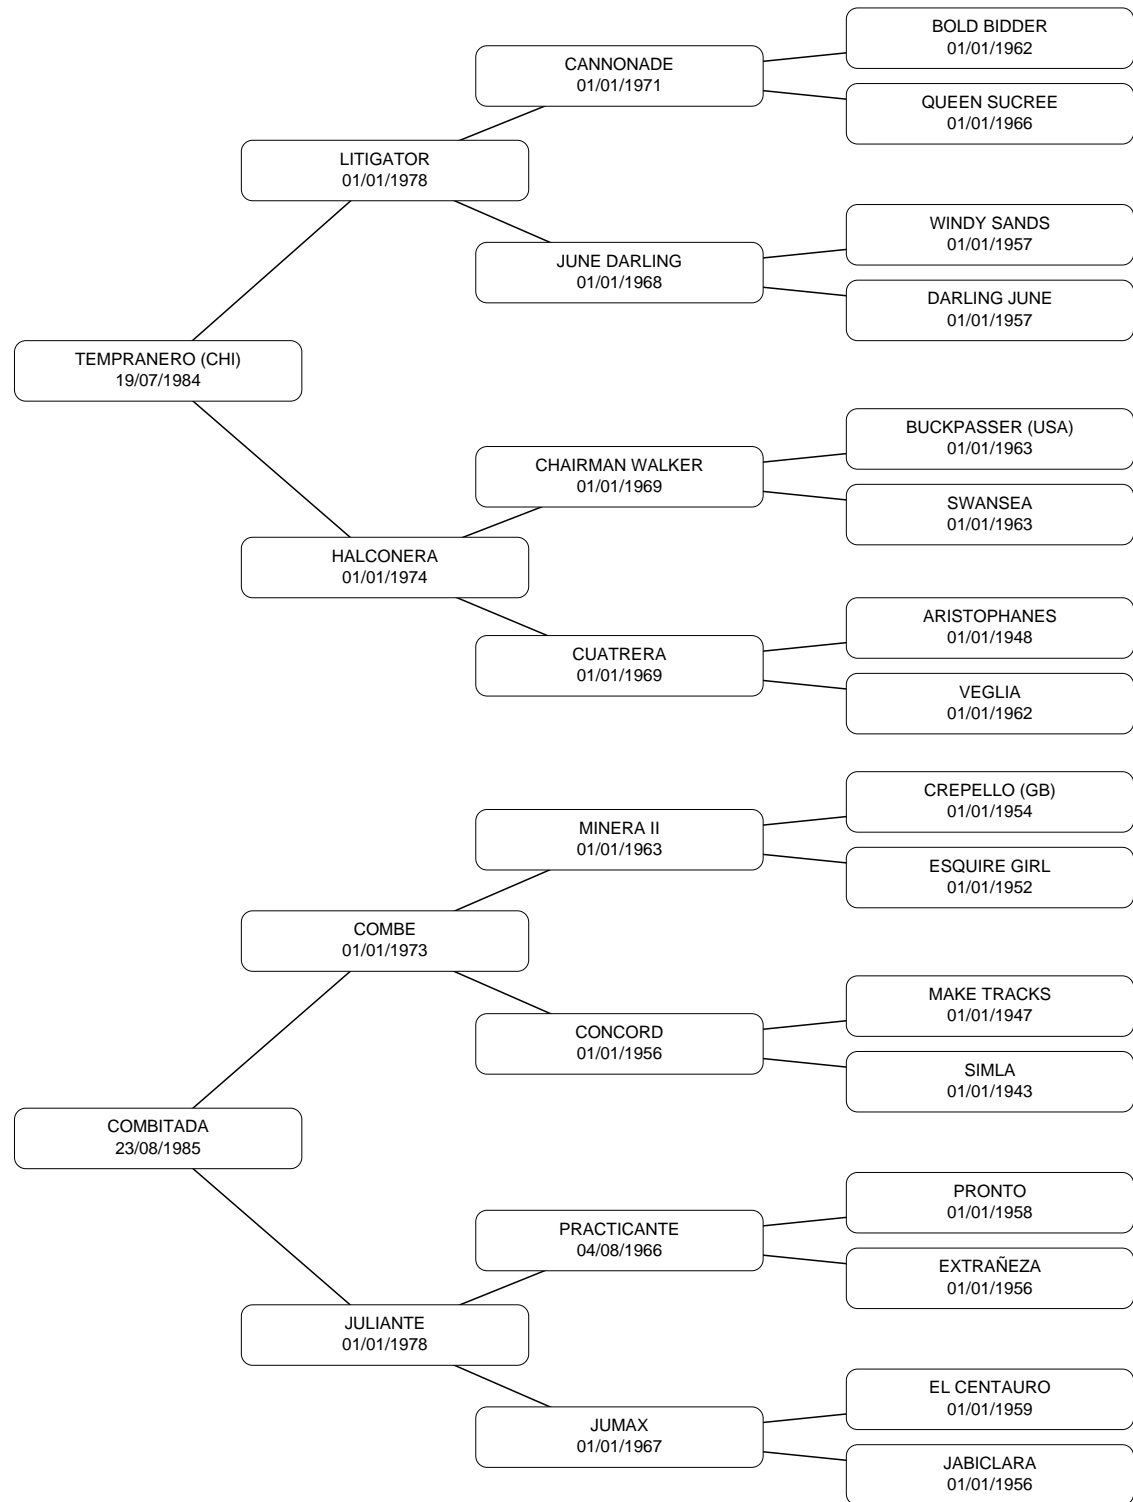 BOLD BIDDER
01/01/1962
CANNONADE
01/01/1971
QUEEN SUCREE
01/01/1966
LITIGATOR
01/01/1978
WINDY SANDS
01/01/1957
JUNE DARLING
01/01/1968
DARLING JUNE
01/01/1957
TEMPRANERO (CHI)
19/07/1984
BUCKPASSER (USA)
01/01/1963
CHAIRMAN WALKER
01/01/1969
SWANSEA
01/01/1963
HALCONERA
01/01/1974
ARISTOPHANES
01/01/1948
CUATRERA
01/01/1969
VEGLIA
01/01/1962
CREPELLO (GB)
01/01/1954
MINERA II
01/01/1963
ESQUIRE GIRL
01/01/1952
COMBE
01/01/1973
MAKE TRACKS
01/01/1947
CONCORD
01/01/1956
SIMLA
01/01/1943
COMBITADA
23/08/1985
PRONTO
01/01/1958
PRACTICANTE
04/08/1966
EXTRAÑEZA
01/01/1956
JULIANTE
01/01/1978
EL CENTAURO
01/01/1959
JUMAX
01/01/1967
JABICLARA
01/01/1956